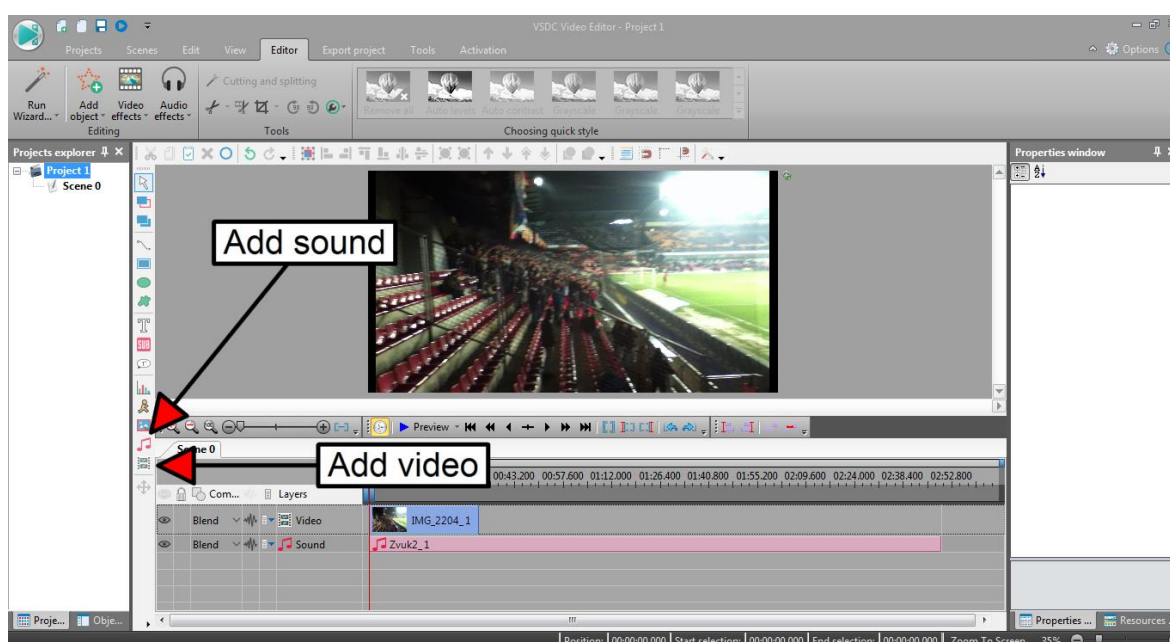 VSDC Video Editor - Project 1
Projects Scenes Edit View Editor Export project Tools Activation
Options
Run Wizard...
Add object
Video effects
Audio effects
Editing
Cutting and splitting
Tools
Remove all Auto levels Auto contrast Grayscale Grayscale Grayscale
Choosing quick style
Projects explorer
Project 1
Scene 0
SUB
Properties window
Add sound
Preview
Scene 0
Add video
00:43.200 00:57.600 01:12.000 01:26.400 01:40.800 01:55.200 02:09.600 02:24.000 02:38.400 02:52.800
Com... Layers
Blend Video IMG_2204_1
Blend Sound Zvuk2_1
Proje... Obje...
Properties ... Resources ...
Position: 00:00:00.000 Start selection: 00:00:00.000 End selection: 00:00:00.000 Zoom To Screen 35%